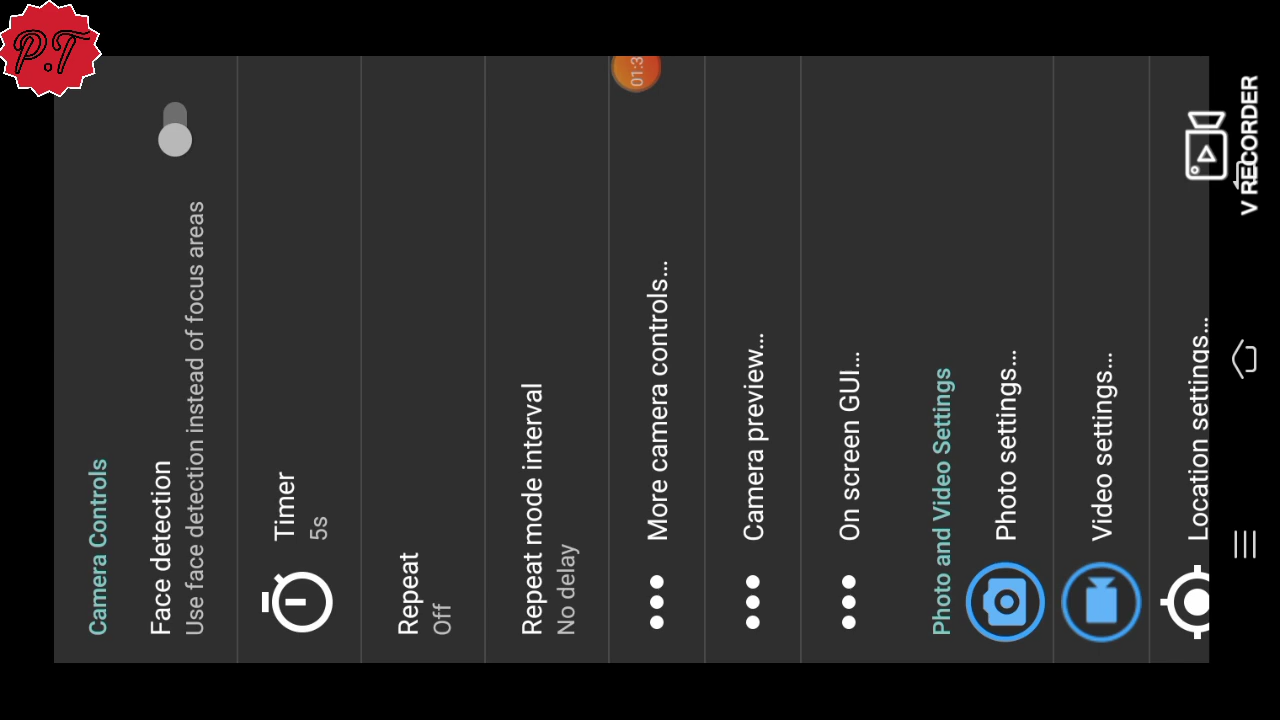 P.T
Camera Controls
Face detection
Use face detection instead of focus areas
Timer
5s
Repeat
Off
Repeat mode interval
No delay
01:3
More camera controls...
Camera preview...
On screen GUI...
Photo and Video Settings
Photo settings...
Video settings...
Location settings...
V RECORDER